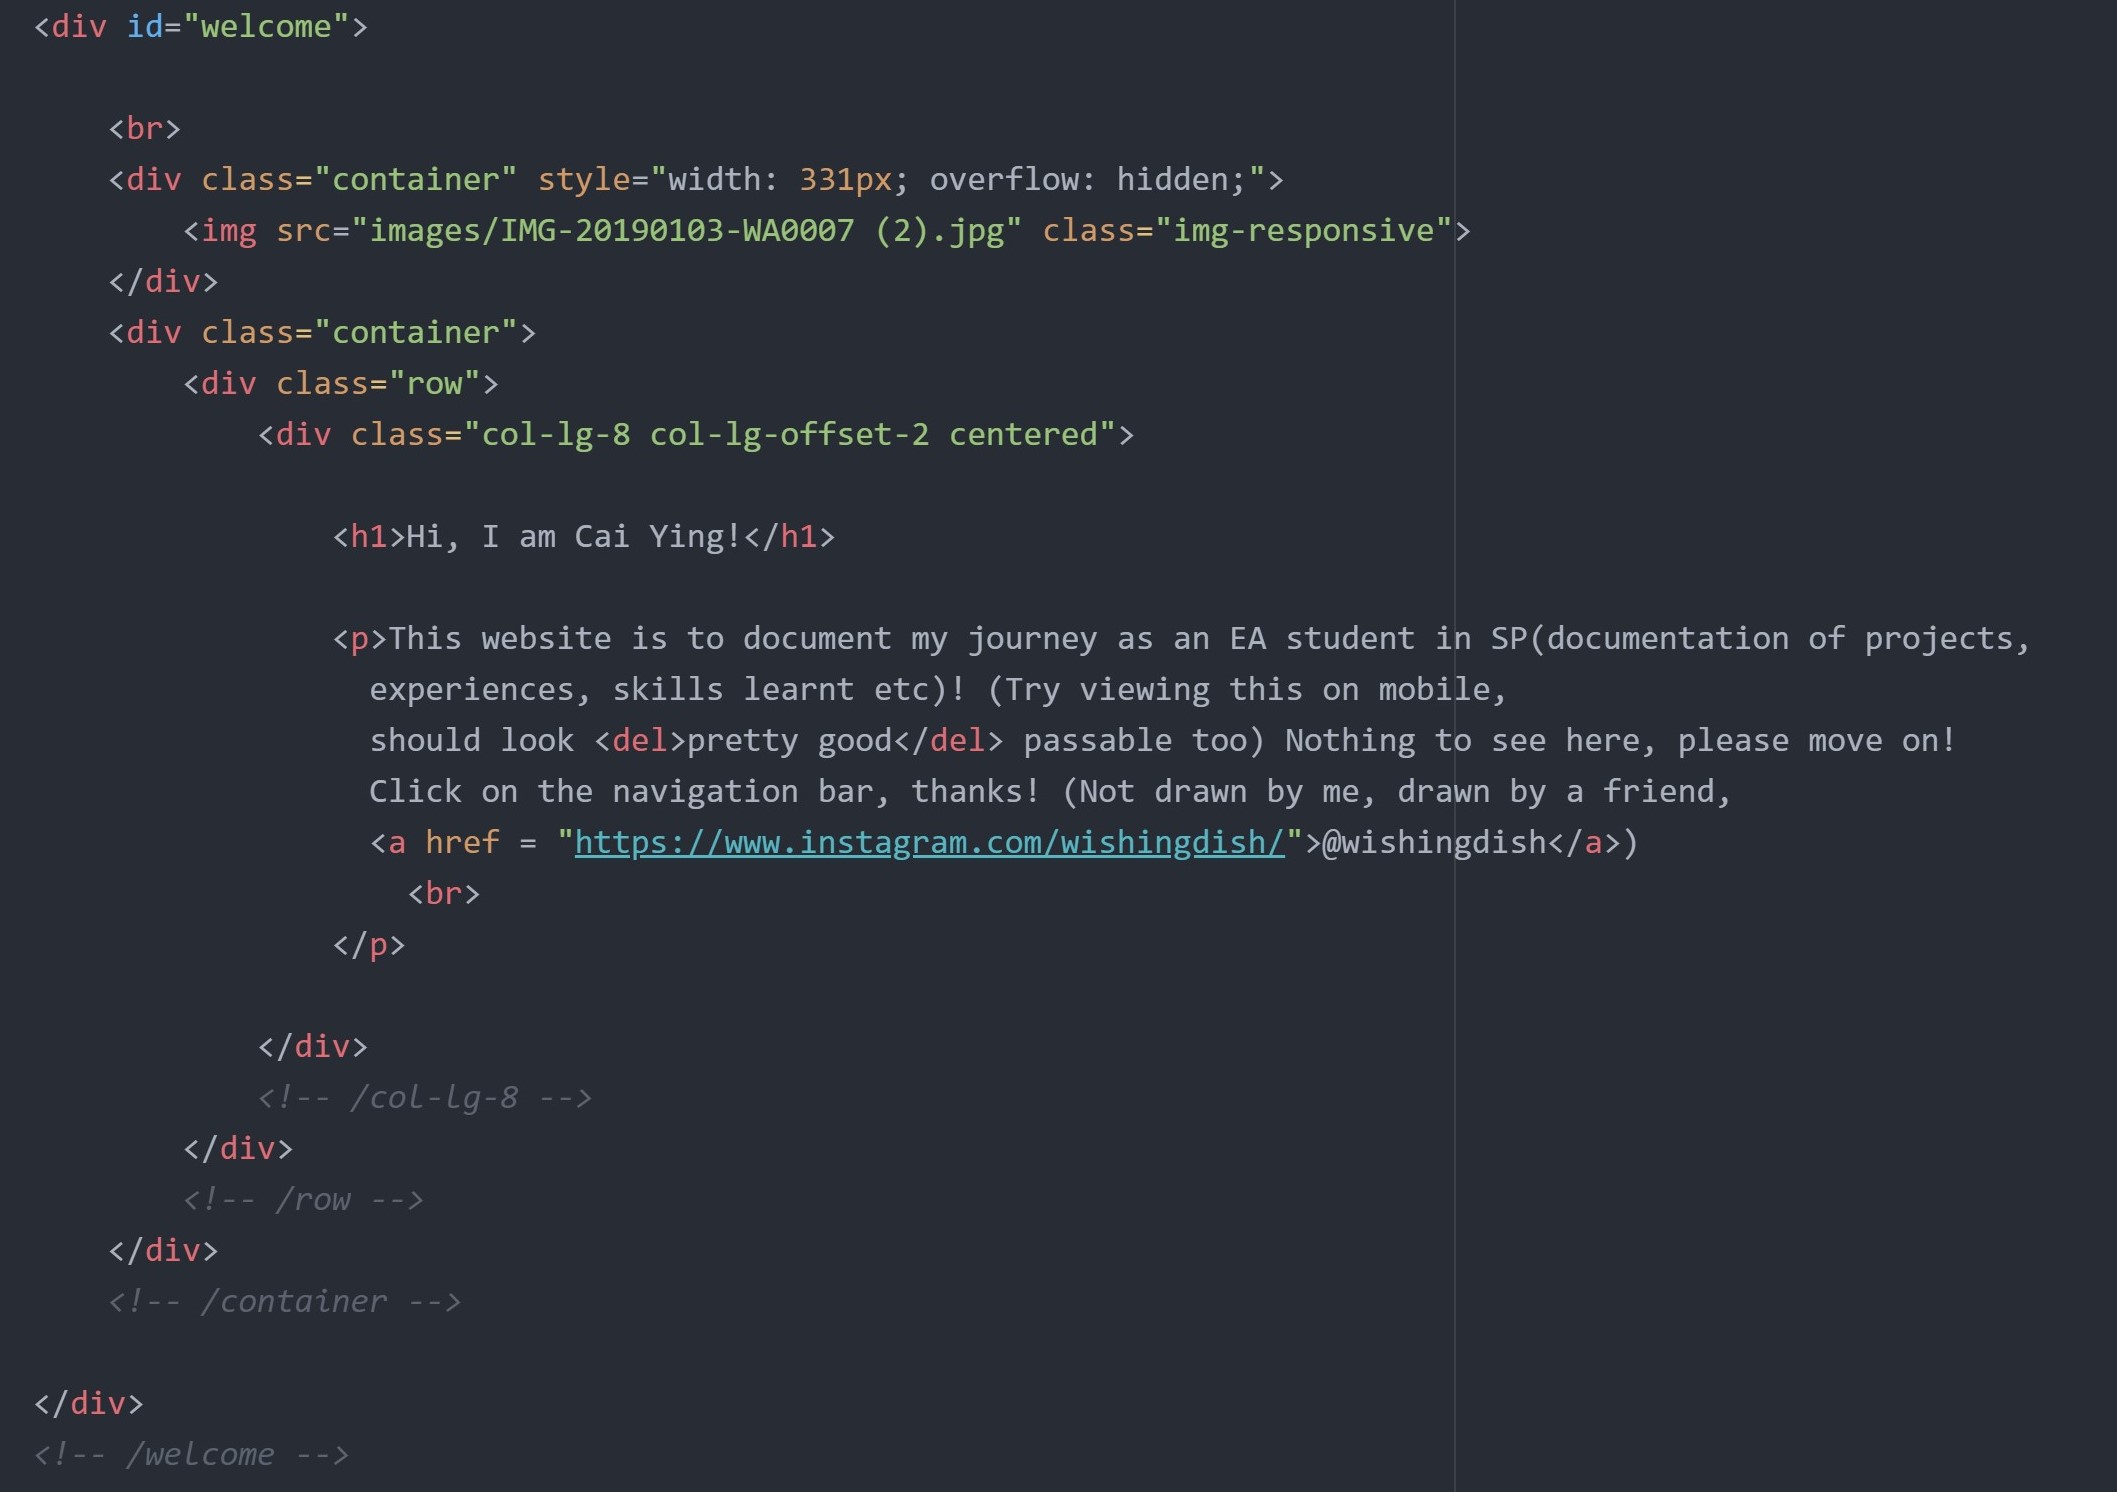 <div id="welcome">
<br>
<div class="container" style="width: 331px; overflow: hidden;">
<img src="images/IMG-20190103-WA0007 (2).jpg" class="img-responsive">
</div>
<div class="container">
<div class="row">
<div class="col-lg-8 col-lg-offset-2 centered">
<h1>Hi, I am Cai Ying!</h1>
<p>This website is to document my journey as an EA student in SP(documentation of projects,
experiences, skills learnt etc)! (Try viewing this on mobile,
should look <del>pretty good</del> passable too) Nothing to see here, please move on!
Click on the navigation bar, thanks! (Not drawn by me, drawn by a friend,
<a href = "https://www.instagram.com/wishingdish/">@wishingdish</a>)
<br>
</p>
</div>
<!-- /col-lg-8 -->
</div>
<!-- /row -->
</div>
<!-- /container -->
</div>
<!-- /welcome -->